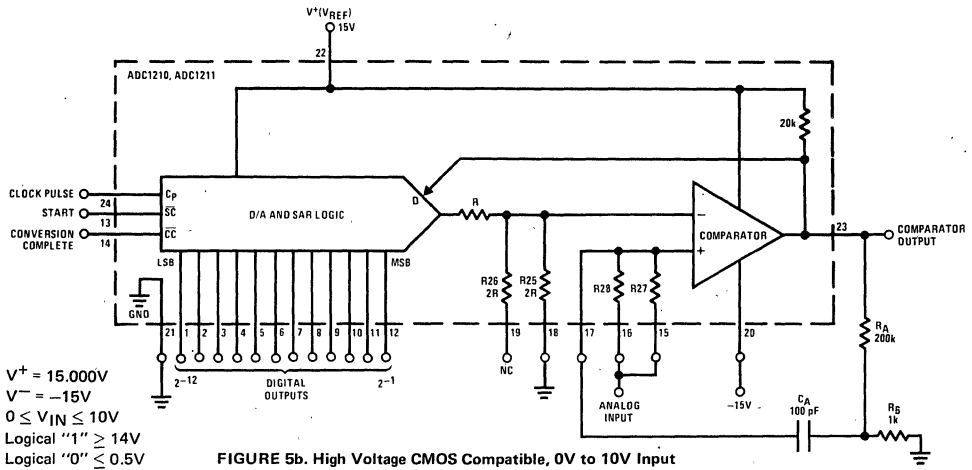 V⁺(VREF)
15V
22
ADC1210, ADC1211
20k
CLOCK PULSE
24
CP
START
13
SC
CONVERSION
COMPLETE
14
CC
D/A AND SAR LOGIC
D
R
COMPARATOR
−
+
23
COMPARATOR
OUTPUT
LSB
MSB
R26
2R
R25
2R
R28
R27
GND
21
1
2
3
4
5
6
7
8
9
10
11
12
19
18
17
16
15
20
RA
200k
2⁻¹²
DIGITAL
OUTPUTS
2⁻¹
NC
ANALOG
INPUT
−15V
CA
100 pF
RB
1k
V⁺ = 15.000V
V⁻ = −15V
0 ≤ VIN ≤ 10V
Logical "1" ≥ 14V
Logical "0" ≤ 0.5V
FIGURE 5b. High Voltage CMOS Compatible, 0V to 10V Input